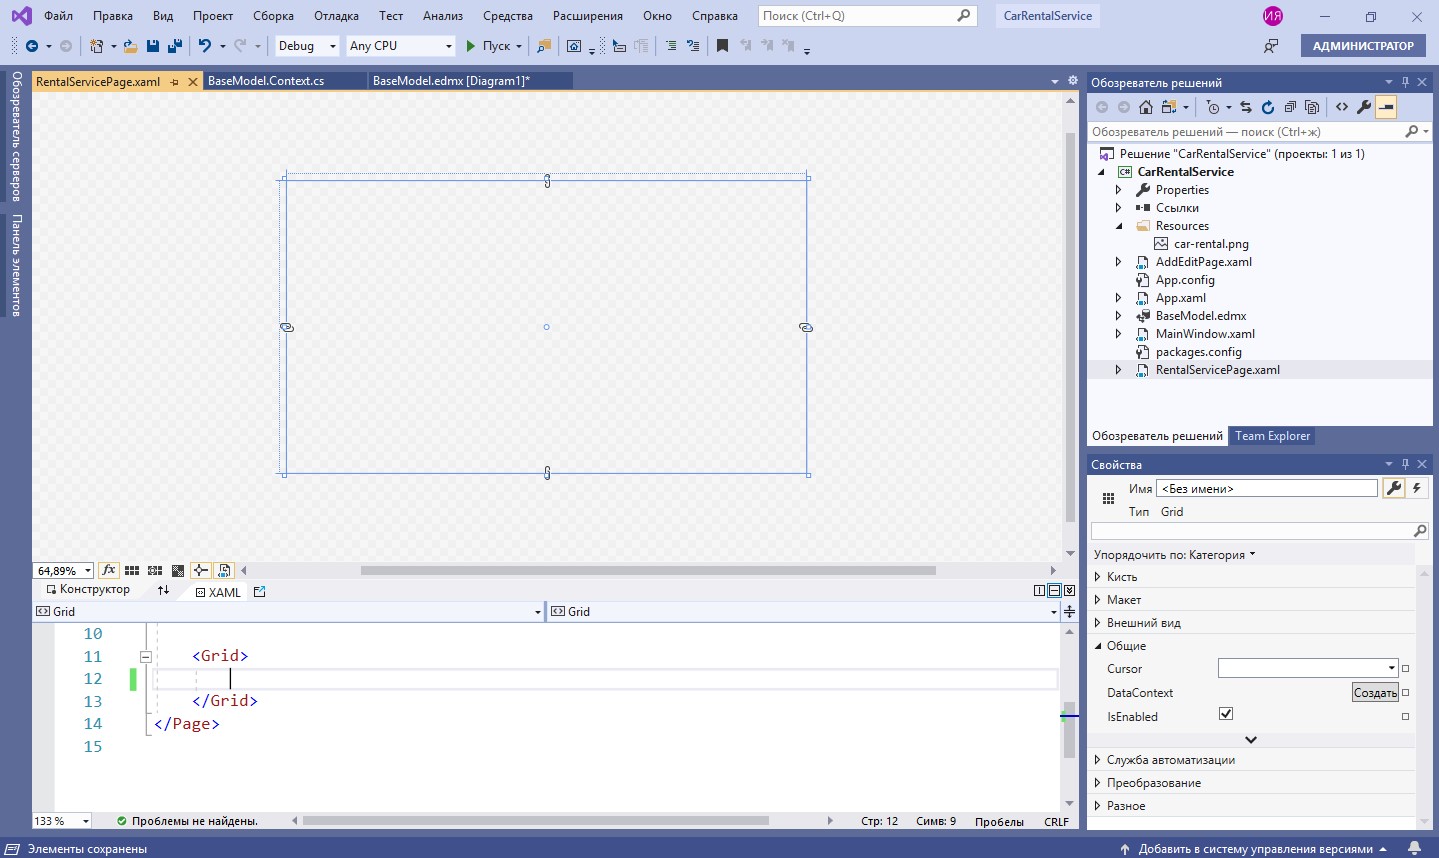 Файл Правка Вид Проект Сборка Отладка Тест Анализ Средства Расширения Окно Справка Поиск (Ctrl+Q) CarRentalService ИЯ
Debug Any CPU Пуск АДМИНИСТРАТОР
Обозреватель серверов
Панель элементов
RentalServicePage.xaml BaseModel.Context.cs BaseModel.edmx [Diagram1]*
64,89%
Конструктор XAML
Grid Grid
10
11 <Grid>
12
13 </Grid>
14 </Page>
15
133 % Проблемы не найдены. Стр: 12 Симв: 9 Пробелы CRLF
Обозреватель решений
Обозреватель решений — поиск (Ctrl+ж)
Решение "CarRentalService" (проекты: 1 из 1)
C# CarRentalService
Properties
Ссылки
Resources
car-rental.png
AddEditPage.xaml
App.config
App.xaml
BaseModel.edmx
MainWindow.xaml
packages.config
RentalServicePage.xaml
Обозреватель решений Team Explorer
Свойства
Имя <Без имени>
Тип Grid
Упорядочить по: Категория
Кисть
Макет
Внешний вид
Общие
Cursor
DataContext Создать
IsEnabled
Служба автоматизации
Преобразование
Разное
Элементы сохранены Добавить в систему управления версиями